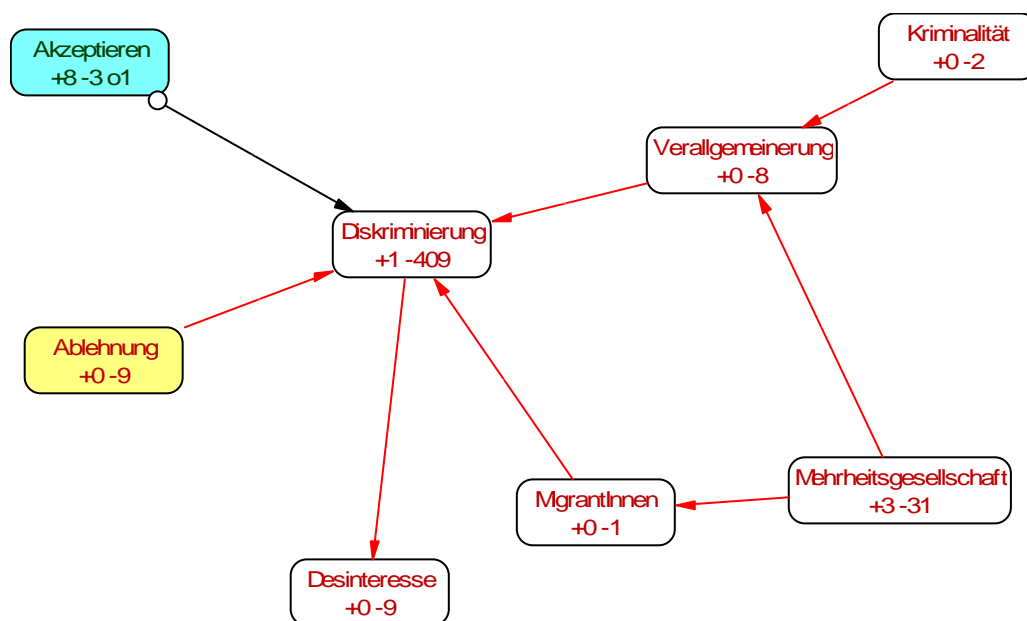 Akzeptieren
+8 -3 o1
Kriminalität
+0 -2
Verallgemeinerung
+0 -8
Diskriminierung
+1 -409
Ablehnung
+0 -9
MigrantInnen
+0 -1
Mehrheitsgesellschaft
+3 -31
Desinteresse
+0 -9